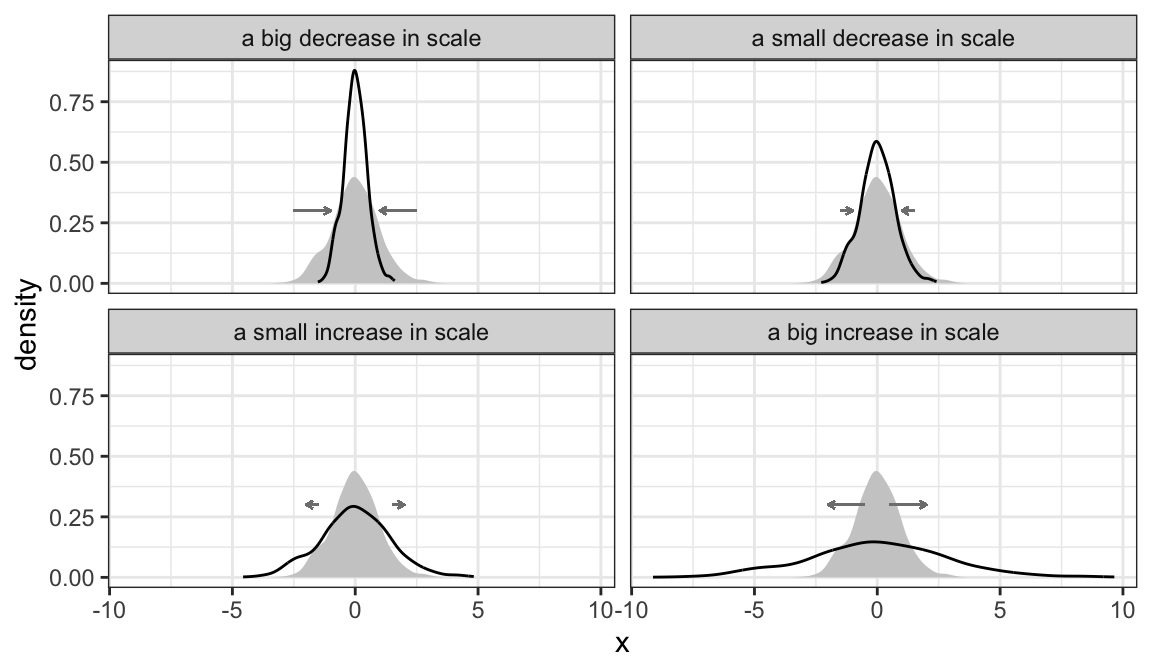 a big decrease in scale
a small decrease in scale
0.75
0.50
0.25
0.00
a small increase in scale
a big increase in scale
0.75
0.50
0.25
0.00
-10 -5 0 5 10
-10 -5 0 5 10
density
x